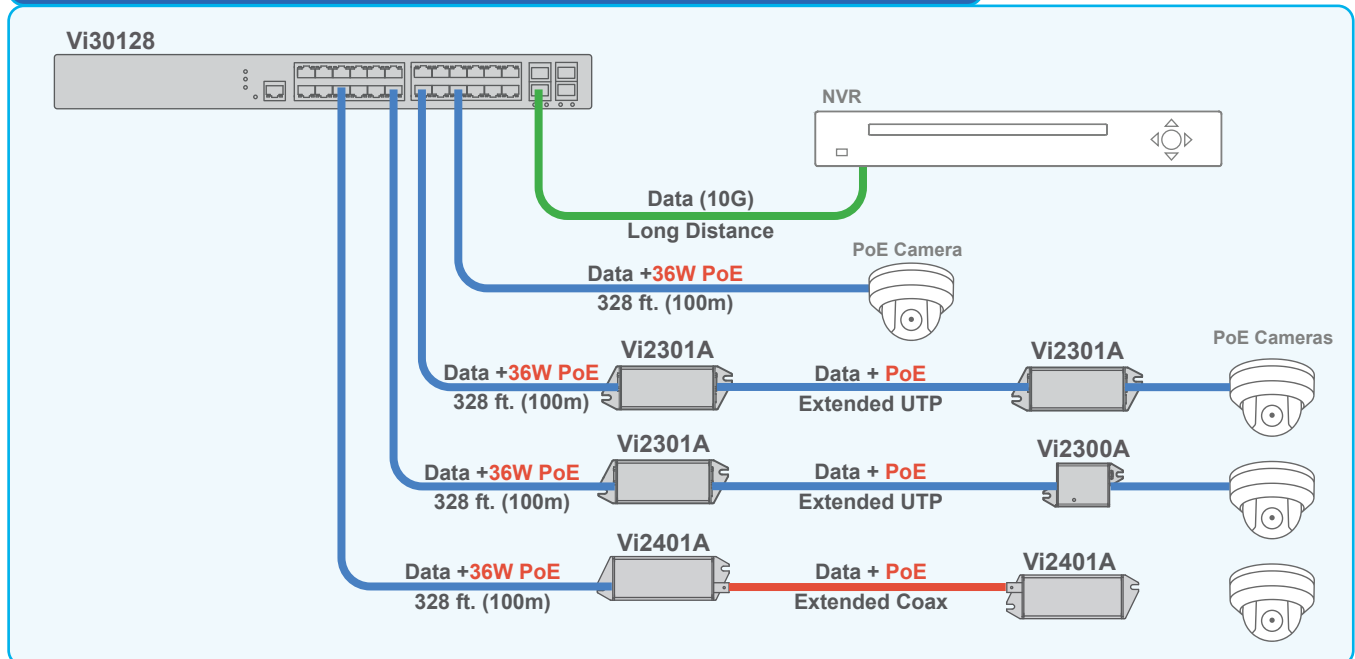 Vi30128
NVR
Data (10G)
Long Distance
PoE Camera
Data +36W PoE
328 ft. (100m)
PoE Cameras
Vi2301A
Vi2301A
Data +36W PoE
328 ft. (100m)
Data + PoE
Extended UTP
Vi2301A
Vi2300A
Data +36W PoE
328 ft. (100m)
Data + PoE
Extended UTP
Vi2401A
Vi2401A
Data +36W PoE
328 ft. (100m)
Data + PoE
Extended Coax